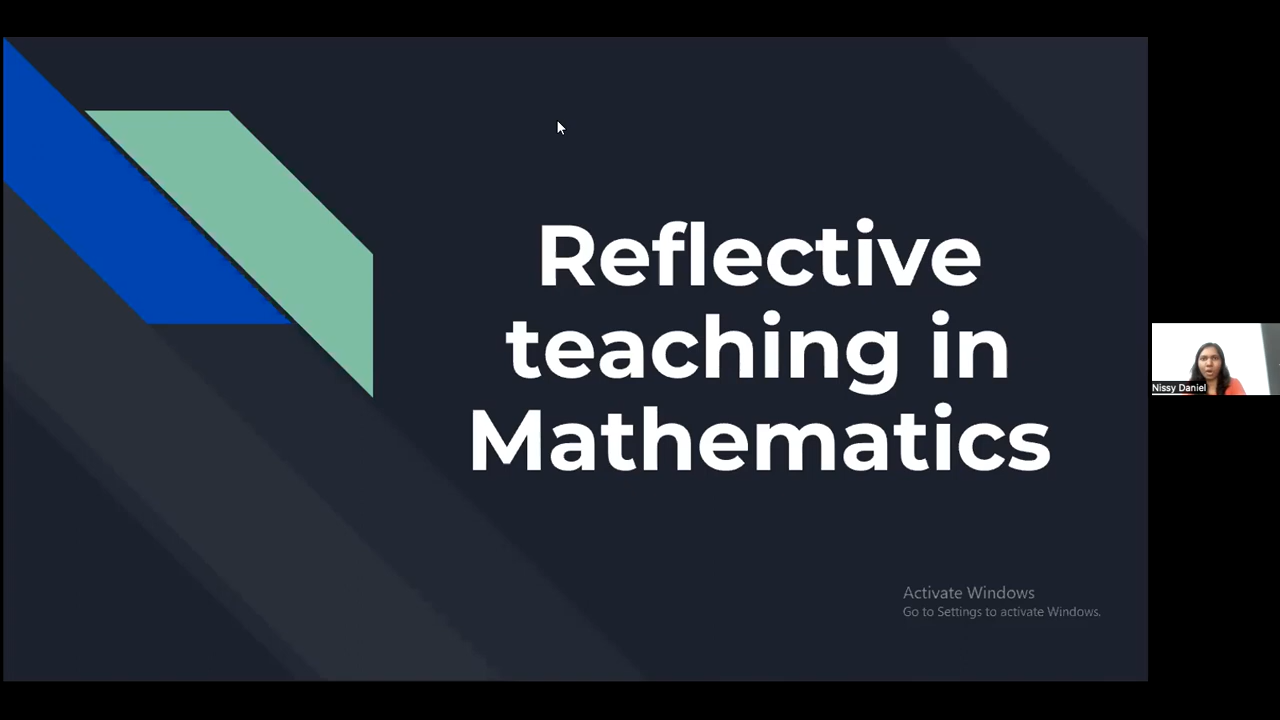 Reflective
teaching in
Mathematics
Nissy Daniel
Activate Windows
Go to Settings to activate Windows.